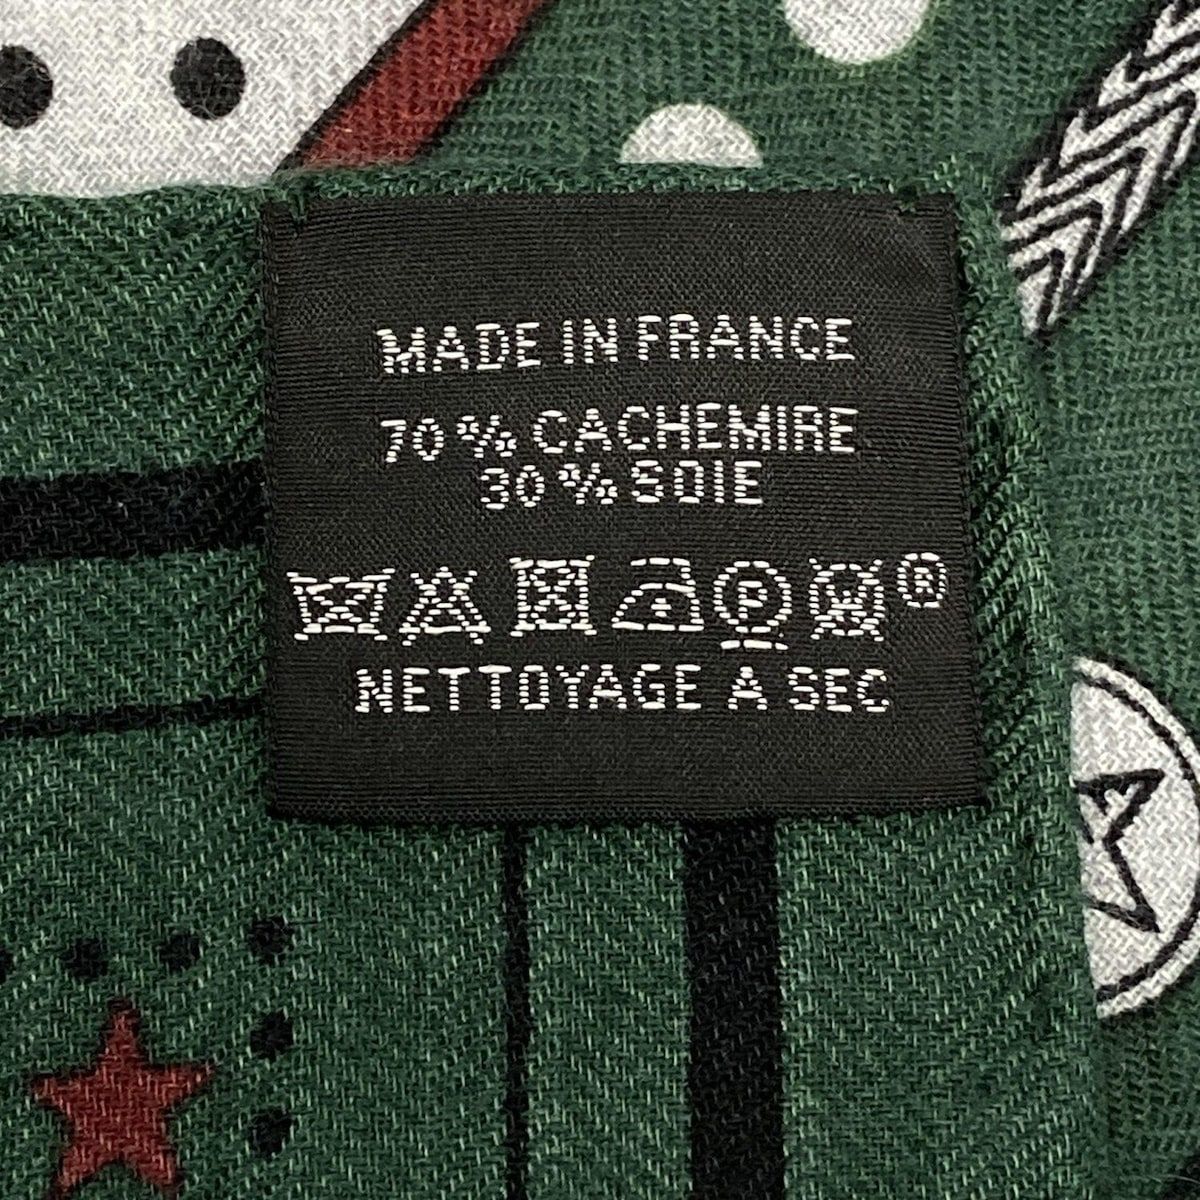 MADE IN FRANCE
70 % CACHEMIRE
30 % SOIE
P ®
NETTOYAGE A SEC